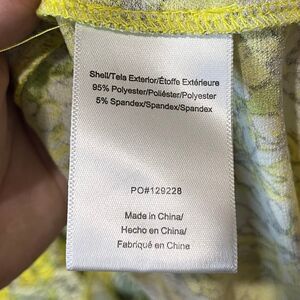 Shell/Tela Exterior/Étoffe Extérieure
95% Polyester/Poliéster/Polyester
5% Spandex/Spandex/Spandex
PO#129228
Made in China/
Hecho en China/
Fabriqué en Chine